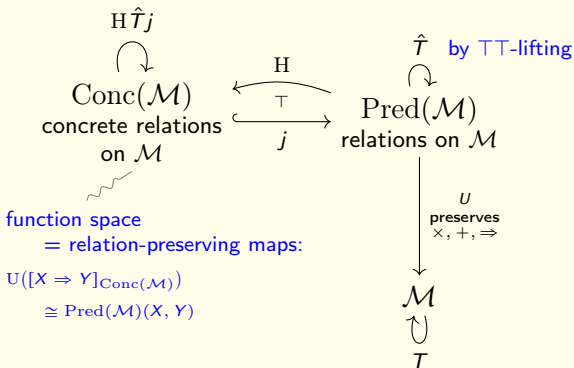 HT̂j
T̂ by ⊤⊤-lifting
H
Conc(ℳ) ⊤ Pred(ℳ)
concrete relations j relations on ℳ
on ℳ
U
preserves
×, +, ⇒
function space
= relation-preserving maps:
U([X ⇒ Y]Conc(ℳ))
≅ Pred(ℳ)(X, Y)
ℳ
T